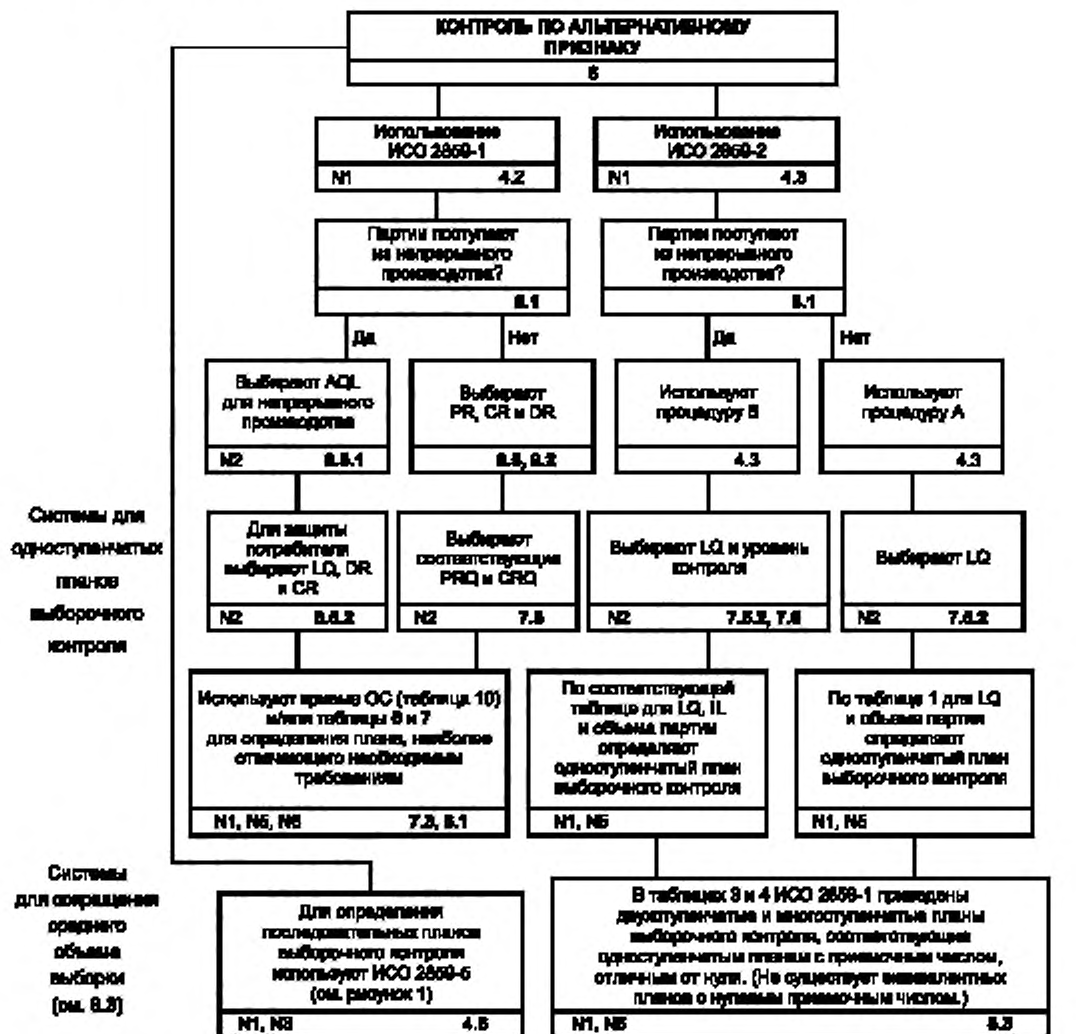 КОНТРОЛЬ ПО АЛЬТЕРНАТИВНОМУ
ПРИЗНАКУ
Использование
ИСО 2859-1
N1 4.2
Использование
ИСО 2859-2
N1 4.3
Партии поступают
из непрерывного
производства?
Партии поступают
из непрерывного
производства?
Да
Нет
Да
Нет
Выбирают AQL
для непрерывного
производства
N2
Выбирают
PR, CR и DR
Используют
процедуру B
4.3
Используют
процедуру A
4.3
Системы для
одноступенчатых
планов
выборочного
контроля
Для защиты
потребителя
выбирают LQ, DR
и CR
N2
Выбирают
соответствующие
PRQ и CRQ
N2
Выбирают LQ и уровень
контроля
N2
Выбирают LQ
N2
Используют кривые ОС (таблица 10)
и/или таблицы 6 и 7
для определения плана, наиболее
отвечающего необходимым
требованиям
N1, N5,
По соответствующей
таблице для LQ, IL
и объема партии
определяют
одноступенчатый план
выборочного контроля
N1, N5
По таблице 1 для LQ
и объема партии
определяют
одноступенчатый план
выборочного контроля
N1, N5
Системы
для сокращения
среднего
объема
выборки
Для определения
последовательных планов
выборочного контроля
используют ИСО 2859-5
(см. рисунок 1)
N1,
В таблицах 3 и 4 ИСО 2859-1 приведены
двухступенчатые и многоступенчатые планы
выборочного контроля, соответствующие
одноступенчатым планам с приемочным числом,
отличным от нуля. (Не существует эквивалентных
планов с нулевым приемочным числом.)
N1,